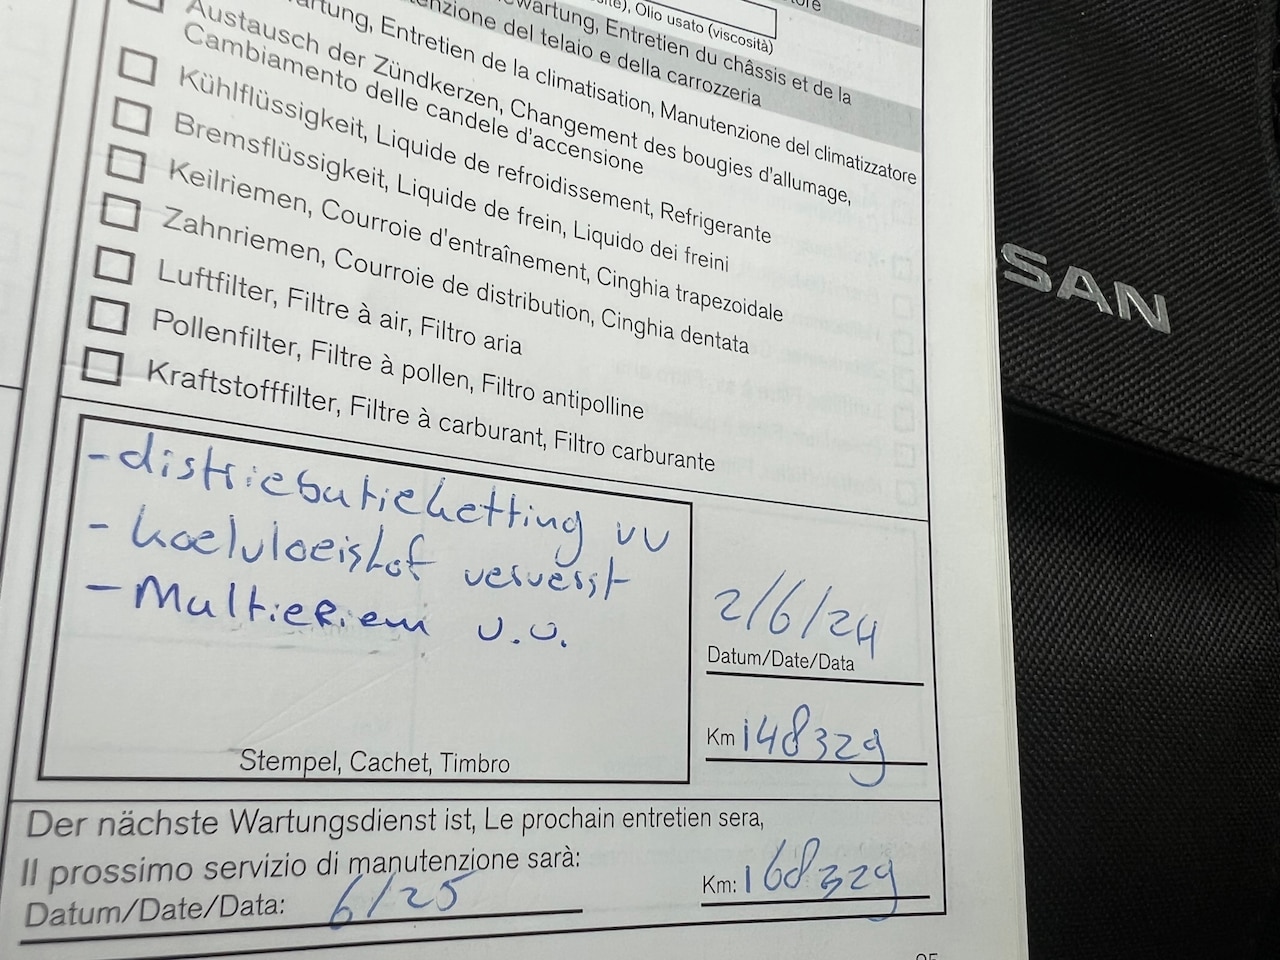 Olio usato (viscosità)
wartung, Entretien du châssis et de la
enzione del telaio e della carrozzeria
artung, Entretien de la climatisation, Manutenzione del climatizzatore
Austausch der Zündkerzen, Changement des bougies d'allumage,
Cambiamento delle candele d'accensione
Kühlflüssigkeit, Liquide de refroidissement, Refrigerante
Bremsflüssigkeit, Liquide de frein, Liquido dei freini
Keilriemen, Courroie d'entraînement, Cinghia trapezoidale
Zahnriemen, Courroie de distribution, Cinghia dentata
Luftfilter, Filtre à air, Filtro aria
Pollenfilter, Filtre à pollen, Filtro antipolline
Kraftstofffilter, Filtre à carburant, Filtro carburante
- distriebutieketting vv
- koelvloeistof ververst
- Multieriem v.v.
Stempel, Cachet, Timbro
2/6/24
Datum/Date/Data
Km 148329
Der nächste Wartungsdienst ist, Le prochain entretien sera,
Il prossimo servizio di manutenzione sarà:
Datum/Date/Data: 6/25
Km: 168329
SAN